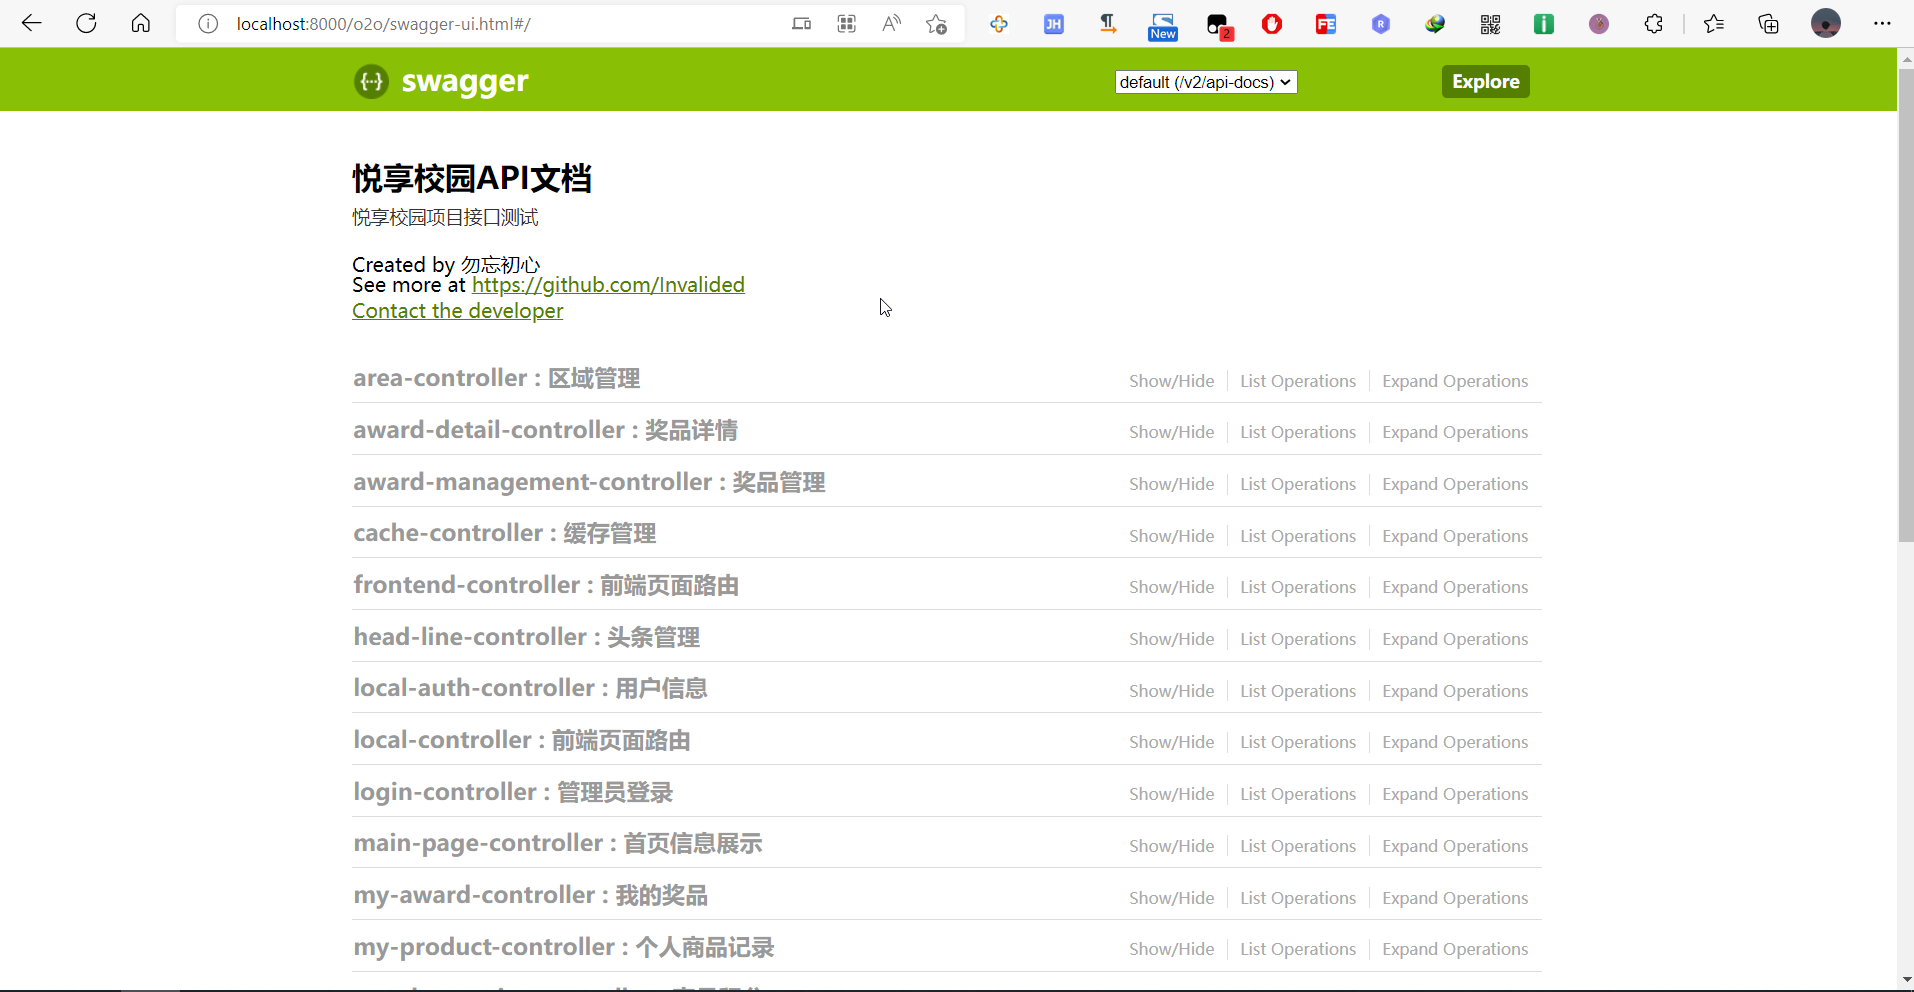 localhost:8000/o2o/swagger-ui.html#/
JH
New
2
FE
R
swagger
default (/v2/api-docs)
Explore
悦享校园API文档
悦享校园项目接口测试
Created by 勿忘初心
See more at https://github.com/Invalided
Contact the developer
area-controller : 区域管理 Show/Hide List Operations Expand Operations
award-detail-controller : 奖品详情 Show/Hide List Operations Expand Operations
award-management-controller : 奖品管理 Show/Hide List Operations Expand Operations
cache-controller : 缓存管理 Show/Hide List Operations Expand Operations
frontend-controller : 前端页面路由 Show/Hide List Operations Expand Operations
head-line-controller : 头条管理 Show/Hide List Operations Expand Operations
local-auth-controller : 用户信息 Show/Hide List Operations Expand Operations
local-controller : 前端页面路由 Show/Hide List Operations Expand Operations
login-controller : 管理员登录 Show/Hide List Operations Expand Operations
main-page-controller : 首页信息展示 Show/Hide List Operations Expand Operations
my-award-controller : 我的奖品 Show/Hide List Operations Expand Operations
my-product-controller : 个人商品记录 Show/Hide List Operations Expand Operations